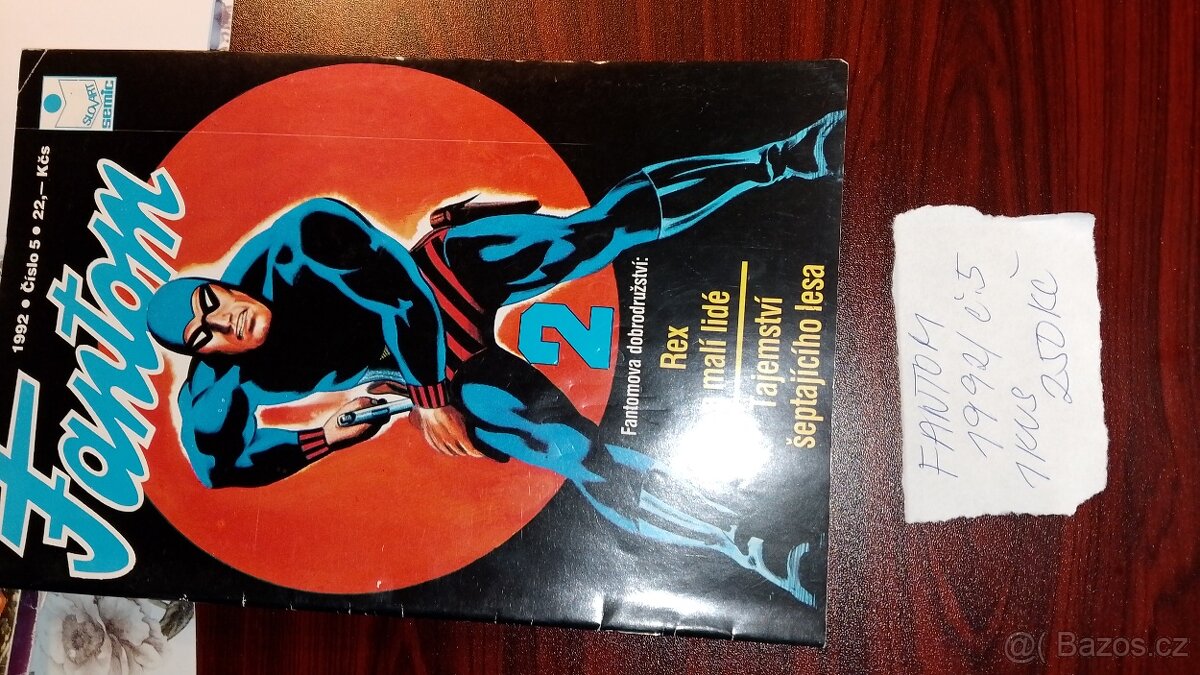 SLOVART
semic
1992 • Číslo 5 • 22,– Kčs
Fantom
2
Fantomova dobrodružství:
Rex
malí lidé
Tajemství
šeptajícího lesa
FANTOM
1992/ č.5
1KUS
250KČ
@( Bazos.cz